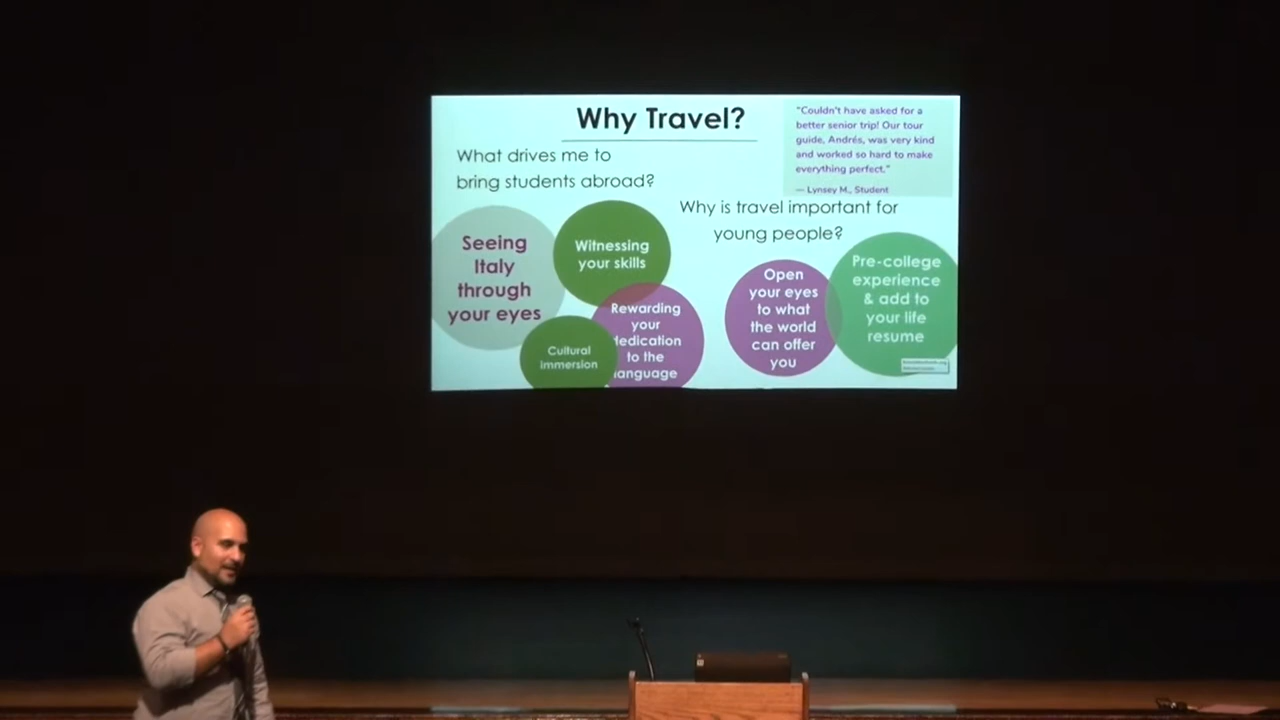 Why Travel?
"Couldn't have asked for a
better senior trip! Our tour
guide, Andrés, was very kind
and worked so hard to make
everything perfect."
— Lynsey M., Student
What drives me to
bring students abroad?
Seeing
Italy
through
your eyes
Witnessing
your skills
Rewarding
your
dedication
to the
language
Cultural
immersion
Why is travel important for
young people?
Open
your eyes
to what
the world
can offer
you
Pre-college
experience
& add to
your life
resume